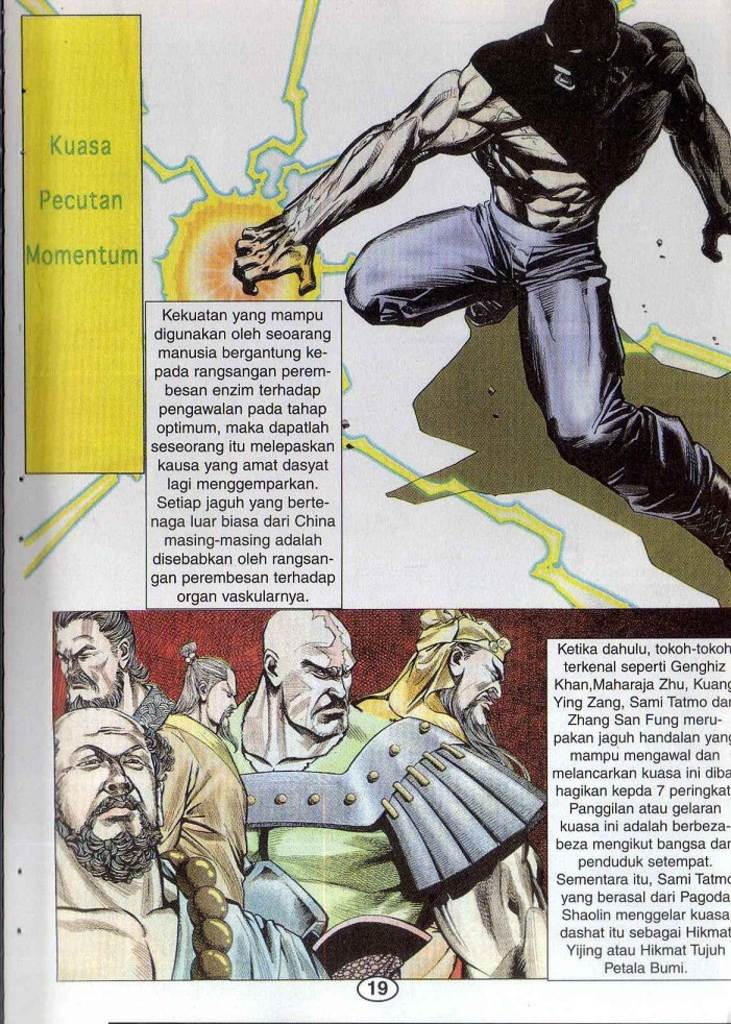 Kuasa
Pecutan
Momentum
Kekuatan yang mampu
digunakan oleh seoarang
manusia bergantung ke-
pada rangsangan perem-
besan enzim terhadap
pengawalan pada tahap
optimum, maka dapatlah
seseorang itu melepaskan
kausa yang amat dasyat
lagi menggemparkan.
Setiap jaguh yang berte-
naga luar biasa dari China
masing-masing adalah
disebabkan oleh rangsan-
gan perembesan terhadap
organ vaskularnya.
Ketika dahulu, tokoh-tokoh
terkenal seperti Genghiz
Khan,Maharaja Zhu, Kuang
Ying Zang, Sami Tatmo dan
Zhang San Fung meru-
pakan jaguh handalan yang
mampu mengawal dan
melancarkan kuasa ini diba-
hagikan kepda 7 peringkat.
Panggilan atau gelaran
kuasa ini adalah berbeza-
beza mengikut bangsa dan
penduduk setempat.
Sementara itu, Sami Tatmo
yang berasal dari Pagoda
Shaolin menggelar kuasa
dashat itu sebagai Hikmat
Yijing atau Hikmat Tujuh
Petala Bumi.
19